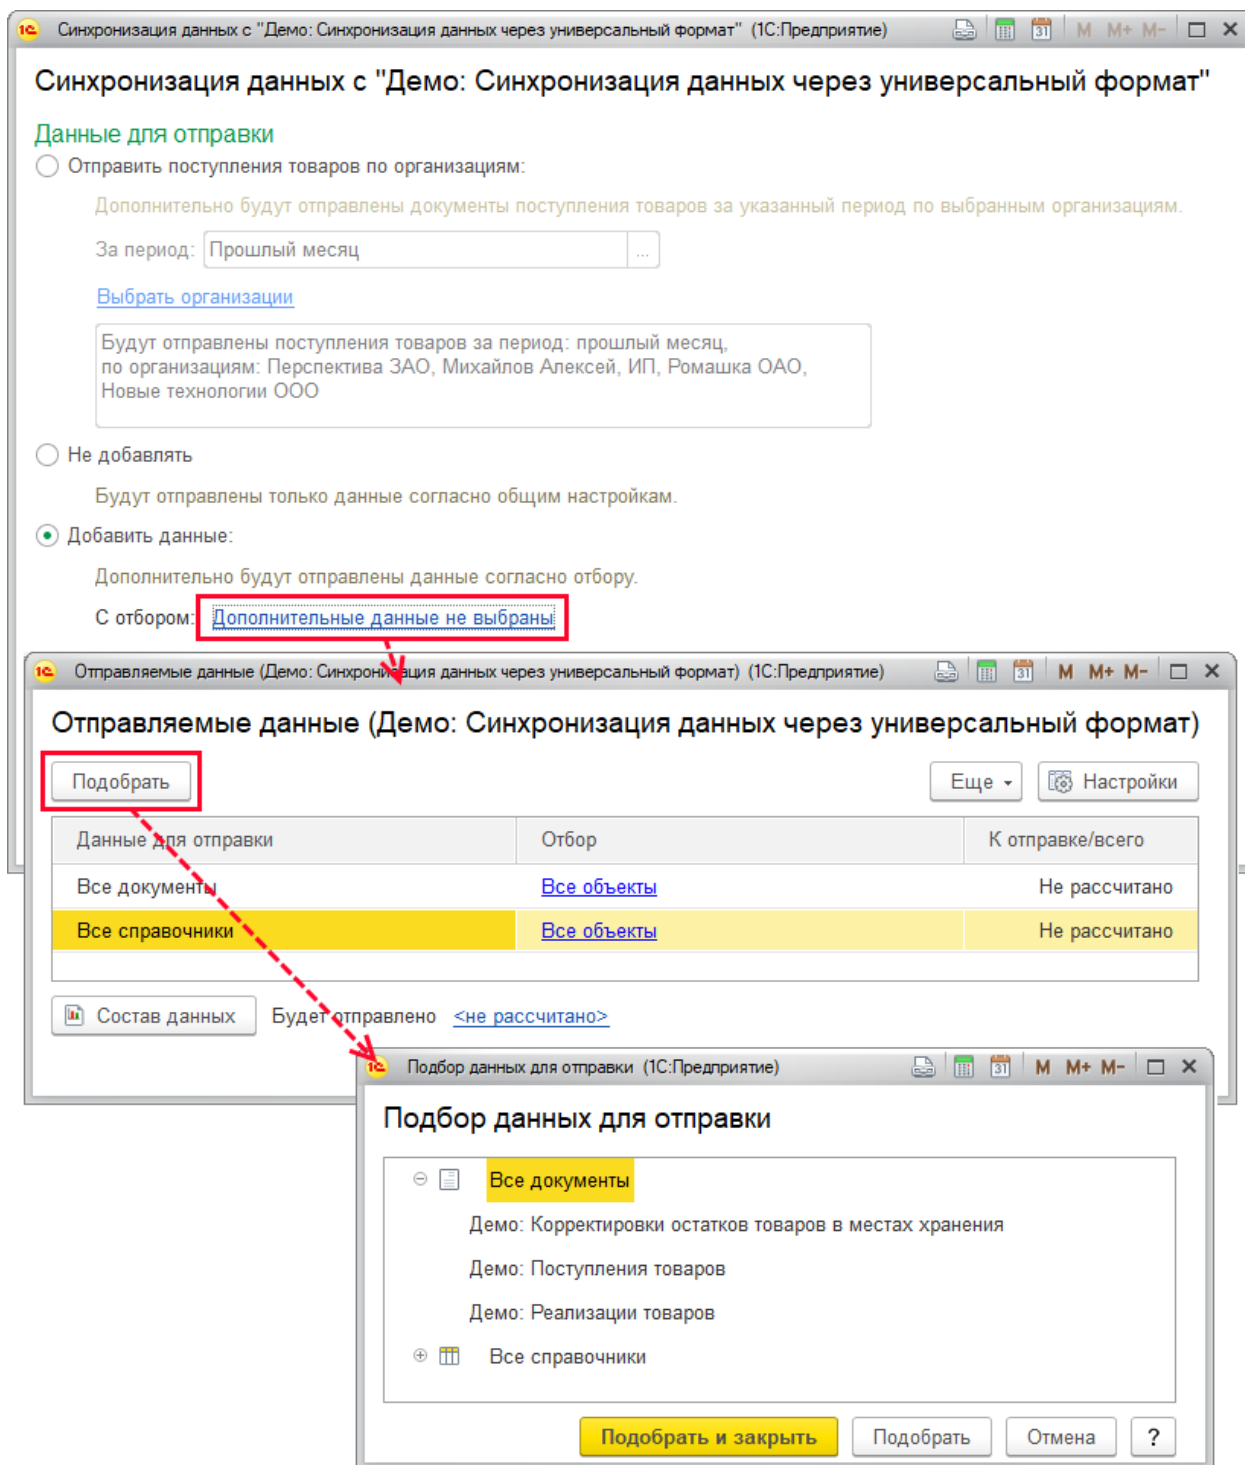 Синхронизация данных с "Демо: Синхронизация данных через универсальный формат" (1С:Предприятие)
31 M M+ M-
Синхронизация данных с "Демо: Синхронизация данных через универсальный формат"
Данные для отправки
Отправить поступления товаров по организациям:
Дополнительно будут отправлены документы поступления товаров за указанный период по выбранным организациям.
За период: Прошлый месяц ...
Выбрать организации
Будут отправлены поступления товаров за период: прошлый месяц,
по организациям: Перспектива ЗАО, Михайлов Алексей, ИП, Ромашка ОАО,
Новые технологии ООО
Не добавлять
Будут отправлены только данные согласно общим настройкам.
Добавить данные:
Дополнительно будут отправлены данные согласно отбору.
С отбором: Дополнительные данные не выбраны
Отправляемые данные (Демо: Синхронизация данных через универсальный формат) (1С:Предприятие)
31 M M+ M-
Отправляемые данные (Демо: Синхронизация данных через универсальный формат)
Подобрать Еще Настройки
Данные для отправки Отбор К отправке/всего
Все документы Все объекты Не рассчитано
Все справочники Все объекты Не рассчитано
Состав данных Будет отправлено <не рассчитано>
Подбор данных для отправки (1С:Предприятие)
31 M M+ M-
Подбор данных для отправки
Все документы
Демо: Корректировки остатков товаров в местах хранения
Демо: Поступления товаров
Демо: Реализации товаров
Все справочники
Подобрать и закрыть Подобрать Отмена ?